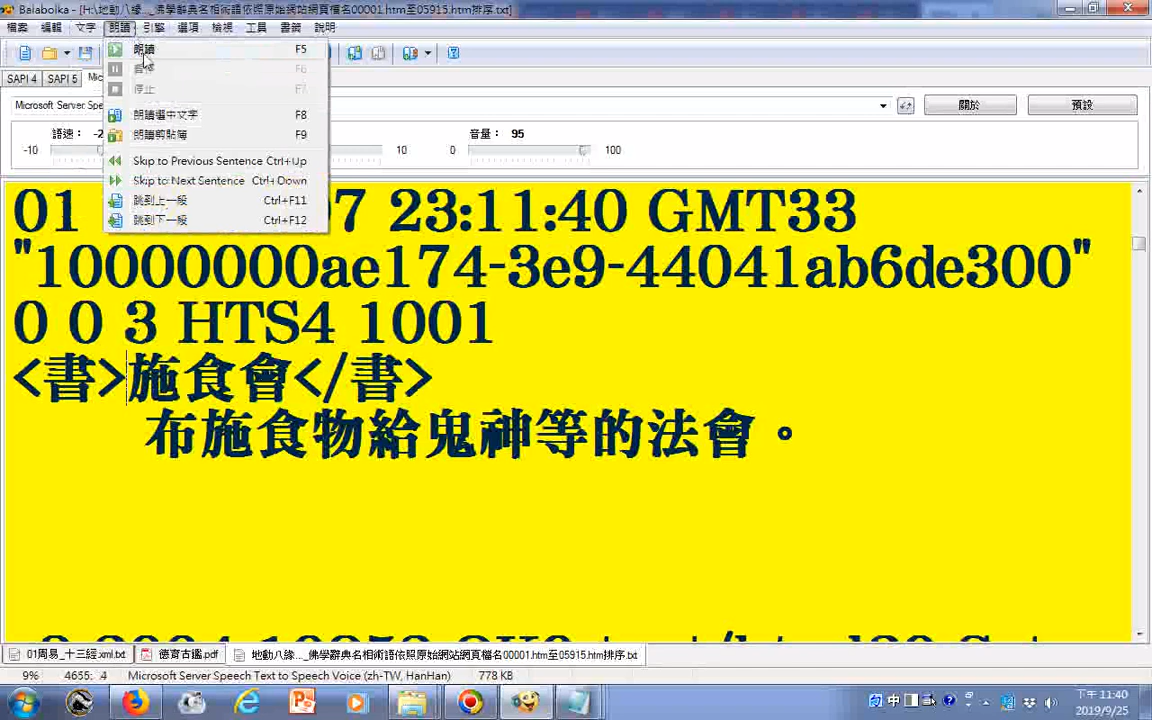 Balabolka - [H:\地動八緣..._佛學辭典名相術語依照原始網站網頁檔名00001.htm至05915.htm排序.txt]
檔案 編輯 文字 朗讀 引擎 選項 檢視 工具 書籤 說明
朗讀 F5
暫停 F6
停止 F7
朗讀選中文字 F8
朗讀剪貼簿 F9
Skip to Previous Sentence Ctrl+Up
Skip to Next Sentence Ctrl+Down
跳到上一段 Ctrl+F11
跳到下一段 Ctrl+F12
SAPI 4 SAPI 5
Microsoft Server Spe
關於 預設
語速： -2
音量： 95
-10 10 0 100
01 07 23:11:40 GMT33
"10000000ae174-3e9-44041ab6de300"
0 0 3 HTS4 1001
<書>施食會</書>
布施食物給鬼神等的法會。
01周易_十三經.xml.txt 德育古鑑.pdf 地動八緣..._佛學辭典名相術語依照原始網站網頁檔名00001.htm至05915.htm排序.txt
9% 4655: 4 Microsoft Server Speech Text to Speech Voice (zh-TW, HanHan) 778 KB
中
下午 11:40
2019/9/25